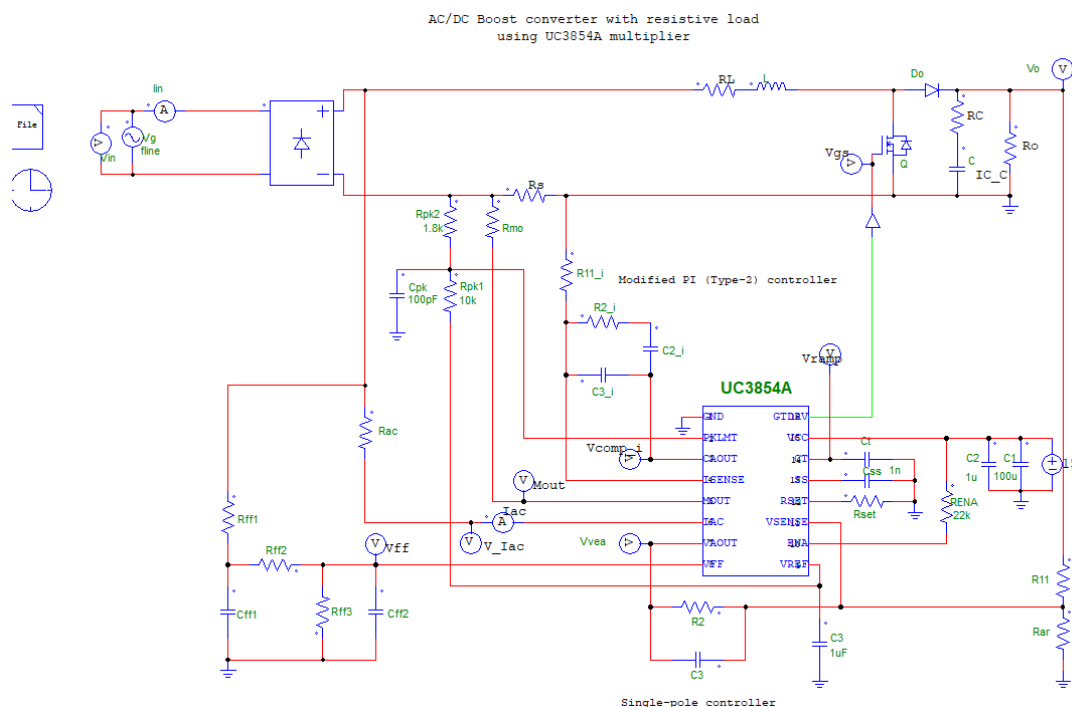 AC/DC Boost converter with resistive load
using UC3854A multiplier
Iin
A
File
V
Vin
Vg
fline
RL
L
Do
Vo
V
RC
C
IC_C
Ro
Vgs
V
Q
Rs
Rpk2
1.8k
Rmo
Cpk
100pF
Rpk1
10k
R11_i
Modified PI (Type-2) controller
R2_i
C2_i
C3_i
V
Vramp
UC3854A
GND
PKLMT
CAOUT
ISENSE
MOUT
IAC
VAOUT
VFF
GTDRV
VCC
CT
SS
RSET
VSENSE
ENA
VREF
Rac
Vcomp_i
V
V
Mout
Iac
A
V
V_Iac
Vvea
V
Ct
1n
Css
Rset
RENA
22k
C2
1u
C1
100u
Rff1
Rff2
V
Vff
Cff1
Rff3
Cff2
R2
C3
C3
1uF
R11
Rar
Single-pole controller